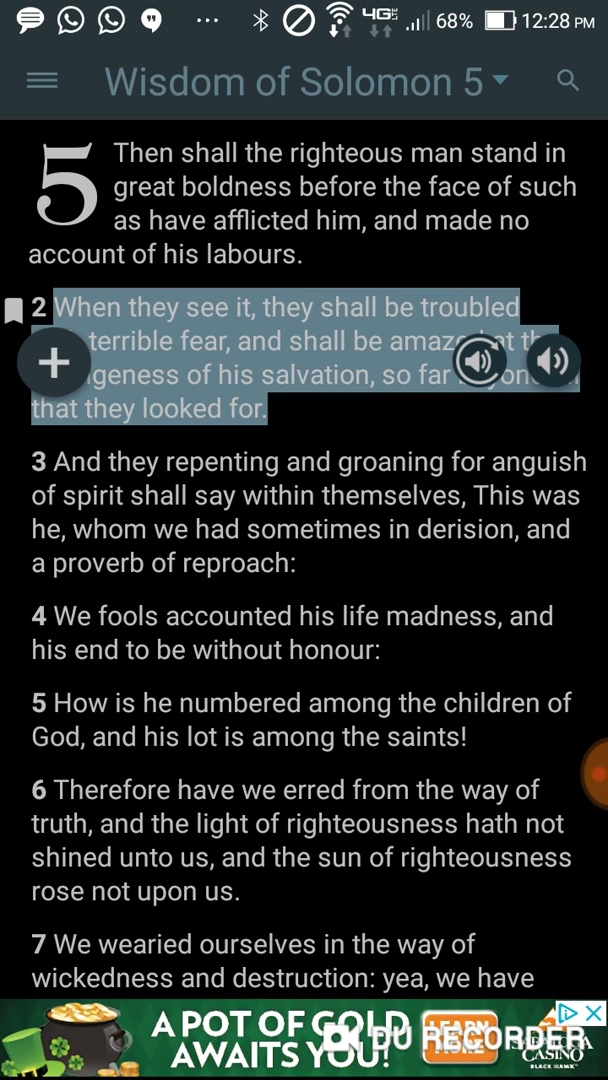 4G LTE 68% 12:28 PM
Wisdom of Solomon 5
5 Then shall the righteous man stand in
great boldness before the face of such
as have afflicted him, and made no
account of his labours.
2 When they see it, they shall be troubled
terrible fear, and shall be amazed at the
geness of his salvation, so far
that they looked for.
3 And they repenting and groaning for anguish
of spirit shall say within themselves, This was
he, whom we had sometimes in derision, and
a proverb of reproach:
4 We fools accounted his life madness, and
his end to be without honour:
5 How is he numbered among the children of
God, and his lot is among the saints!
6 Therefore have we erred from the way of
truth, and the light of righteousness hath not
shined unto us, and the sun of righteousness
rose not upon us.
7 We wearied ourselves in the way of
wickedness and destruction: yea, we have
A POT OF GOLD
AWAITS YOU!
LEARN
MORE
DU RECORDER
CASINO
BLACK HAWK